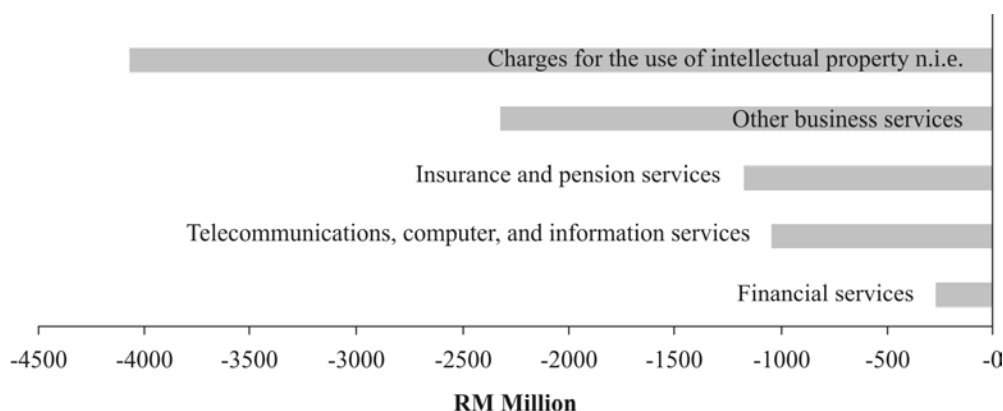 Charges for the use of intellectual property n.i.e.
Other business services
Insurance and pension services
Telecommunications, computer, and information services
Financial services
-4500 -4000 -3500 -3000 -2500 -2000 -1500 -1000 -500 -0
RM Million